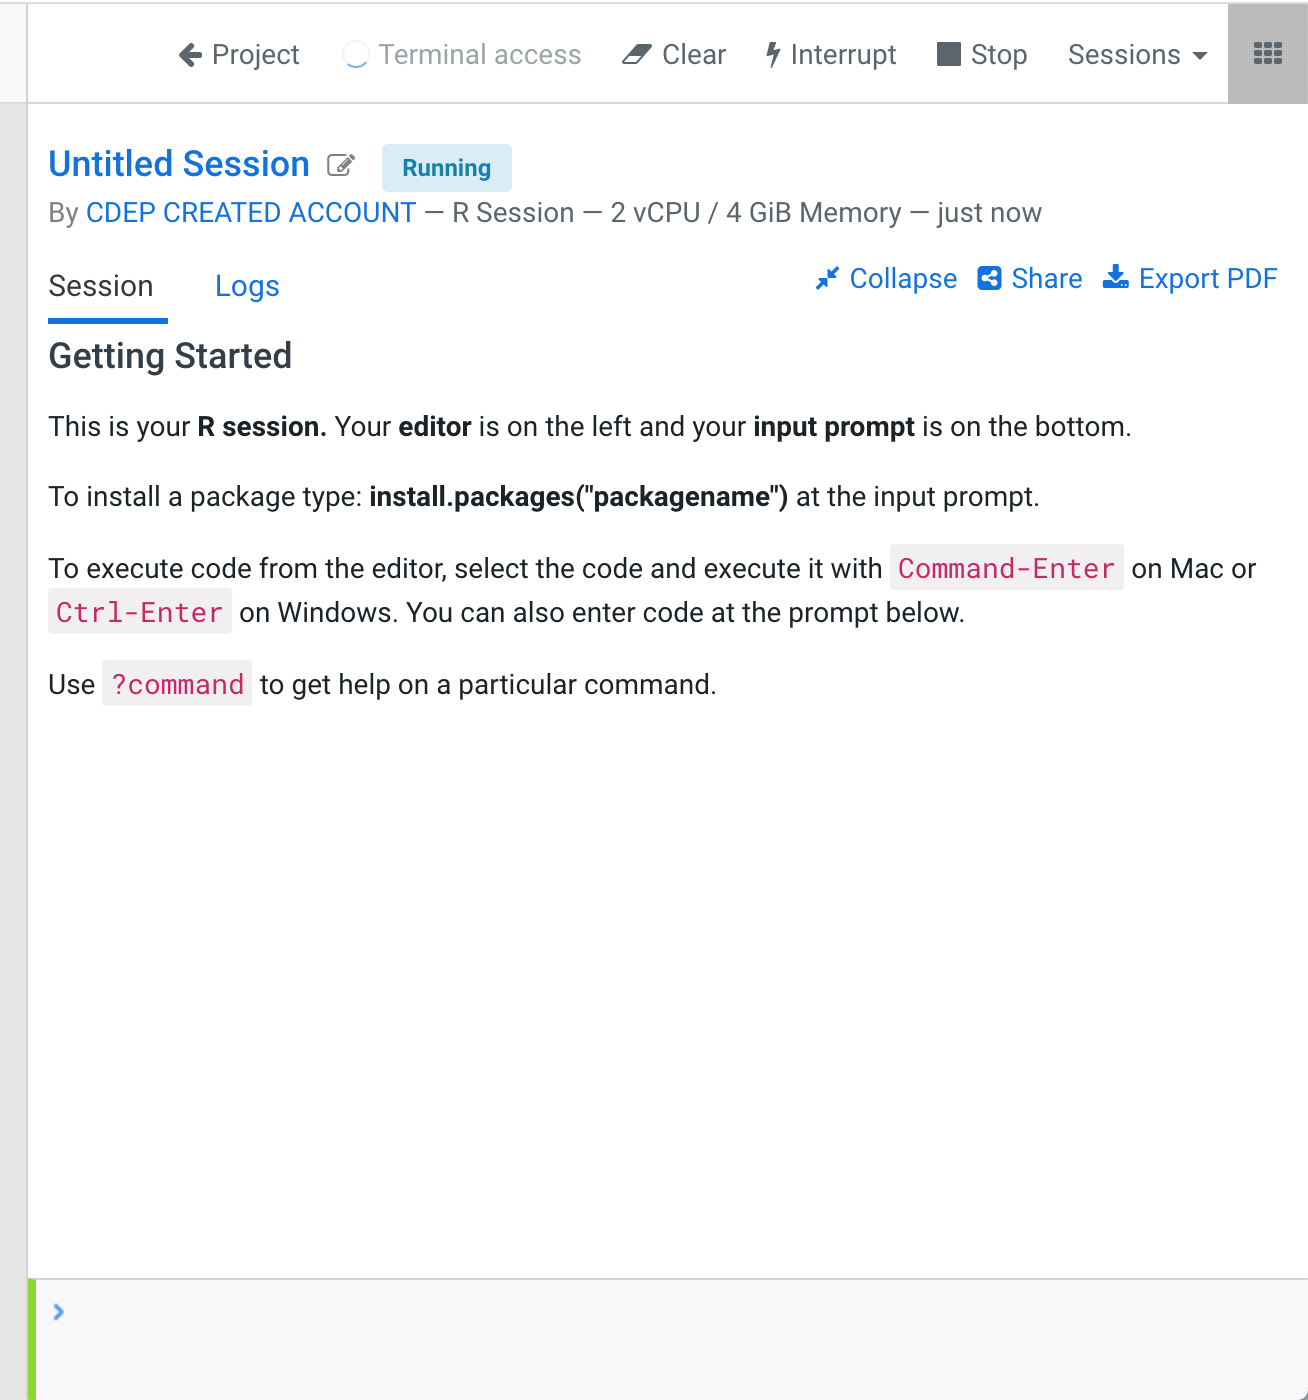 Project Terminal access Clear Interrupt Stop Sessions
Untitled Session Running
By CDEP CREATED ACCOUNT — R Session — 2 vCPU / 4 GiB Memory — just now
Session Logs Collapse Share Export PDF
Getting Started
This is your R session. Your editor is on the left and your input prompt is on the bottom.
To install a package type: install.packages("packagename") at the input prompt.
To execute code from the editor, select the code and execute it with Command-Enter on Mac or
Ctrl-Enter on Windows. You can also enter code at the prompt below.
Use ?command to get help on a particular command.